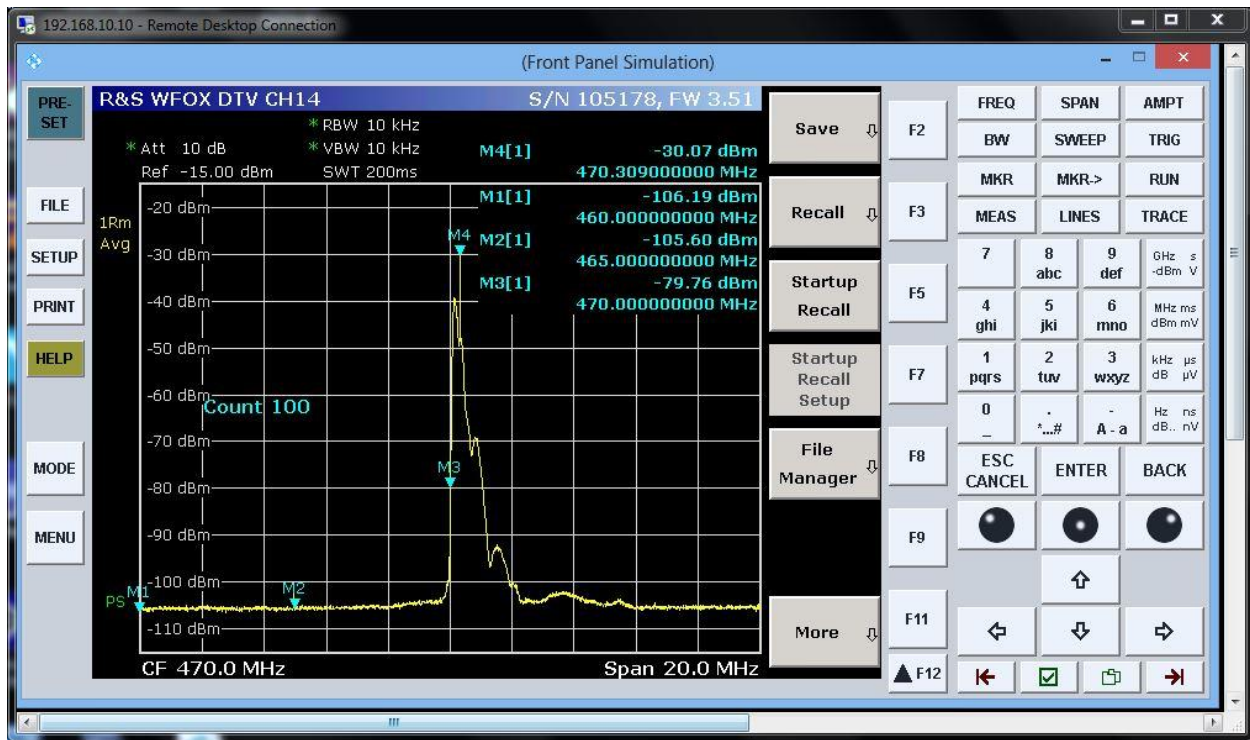 192.168.10.10 - Remote Desktop Connection
(Front Panel Simulation)
PRE-
SET
FILE
SETUP
PRINT
HELP
MODE
MENU
R&S WFOX DTV CH14 S/N 105178, FW 3.51
* RBW 10 kHz
* Att 10 dB * VBW 10 kHz M4[1] -30.07 dBm
Ref -15.00 dBm SWT 200ms 470.309000000 MHz
M1[1] -106.19 dBm
460.000000000 MHz
M2[1] -105.60 dBm
465.000000000 MHz
M3[1] -79.76 dBm
470.000000000 MHz
1Rm
Avg
-20 dBm
-30 dBm
-40 dBm
-50 dBm
-60 dBm
-70 dBm
-80 dBm
-90 dBm
-100 dBm
-110 dBm
M4
Count 100
M3
M1
M2
PS
CF 470.0 MHz Span 20.0 MHz
Save
Recall
Startup
Recall
Startup
Recall
Setup
File
Manager
More
F2
F3
F5
F7
F8
F9
F11
F12
FREQ SPAN AMPT
BW SWEEP TRIG
MKR MKR-> RUN
MEAS LINES TRACE
7 8 9 GHz s
abc def -dBm V
4 5 6 MHz ms
ghi jkl mno dBm mV
1 2 3 kHz µs
pqrs tuv wxyz dB µV
0 . - Hz ns
_ *...# A - a dB.. nV
ESC
CANCEL
ENTER
BACK